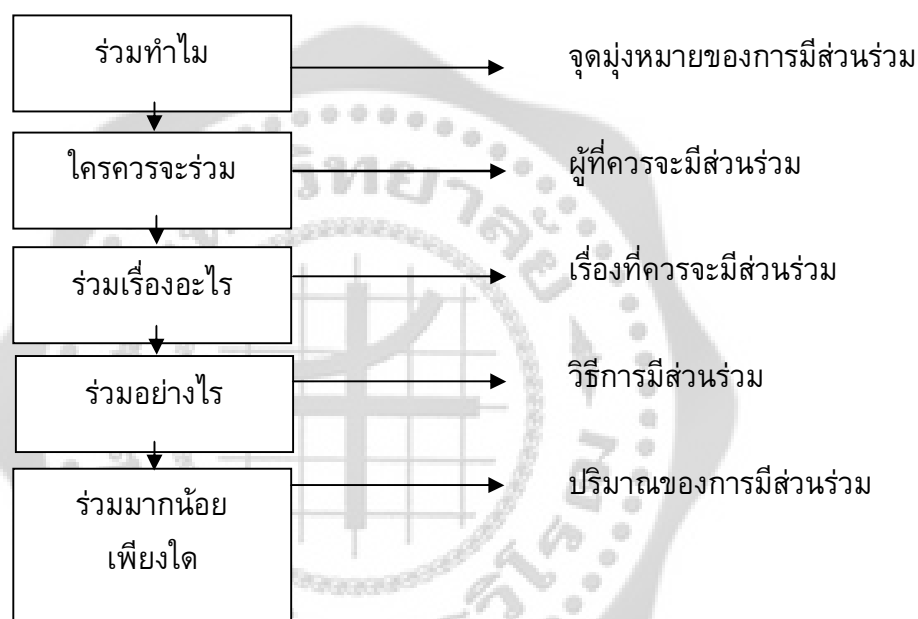 ร่วมทำไม
จุดมุ่งหมายของการมีส่วนร่วม
ใครควรจะร่วม
ผู้ที่ควรจะมีส่วนร่วม
ร่วมเรื่องอะไร
เรื่องที่ควรจะมีส่วนร่วม
ร่วมอย่างไร
วิธีการมีส่วนร่วม
ร่วมมากน้อย
เพียงใด
ปริมาณของการมีส่วนร่วม